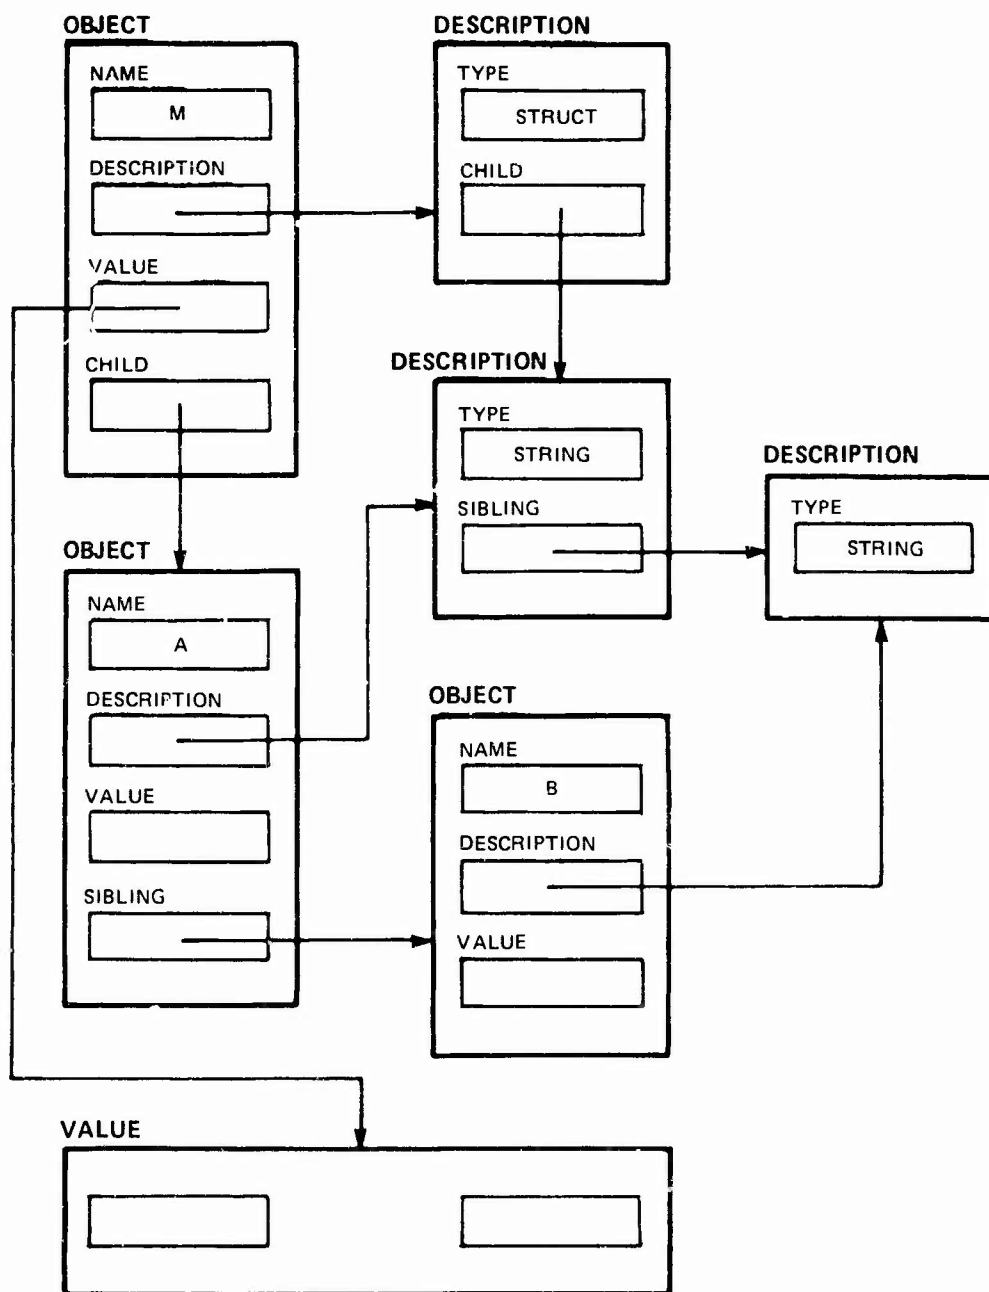 OBJECT
NAME
M
DESCRIPTION
VALUE
CHILD
DESCRIPTION
TYPE
STRUCT
CHILD
DESCRIPTION
TYPE
STRING
SIBLING
DESCRIPTION
TYPE
STRING
OBJECT
NAME
A
DESCRIPTION
VALUE
SIBLING
OBJECT
NAME
B
DESCRIPTION
VALUE
VALUE